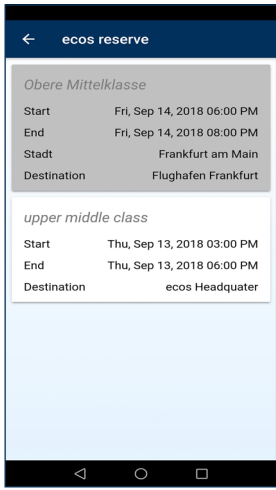 ecos reserve
Obere Mittelklasse
Start Fri, Sep 14, 2018 06:00 PM
End Fri, Sep 14, 2018 08:00 PM
Stadt Frankfurt am Main
Destination Flughafen Frankfurt
upper middle class
Start Thu, Sep 13, 2018 03:00 PM
End Thu, Sep 13, 2018 06:00 PM
Destination ecos Headquater